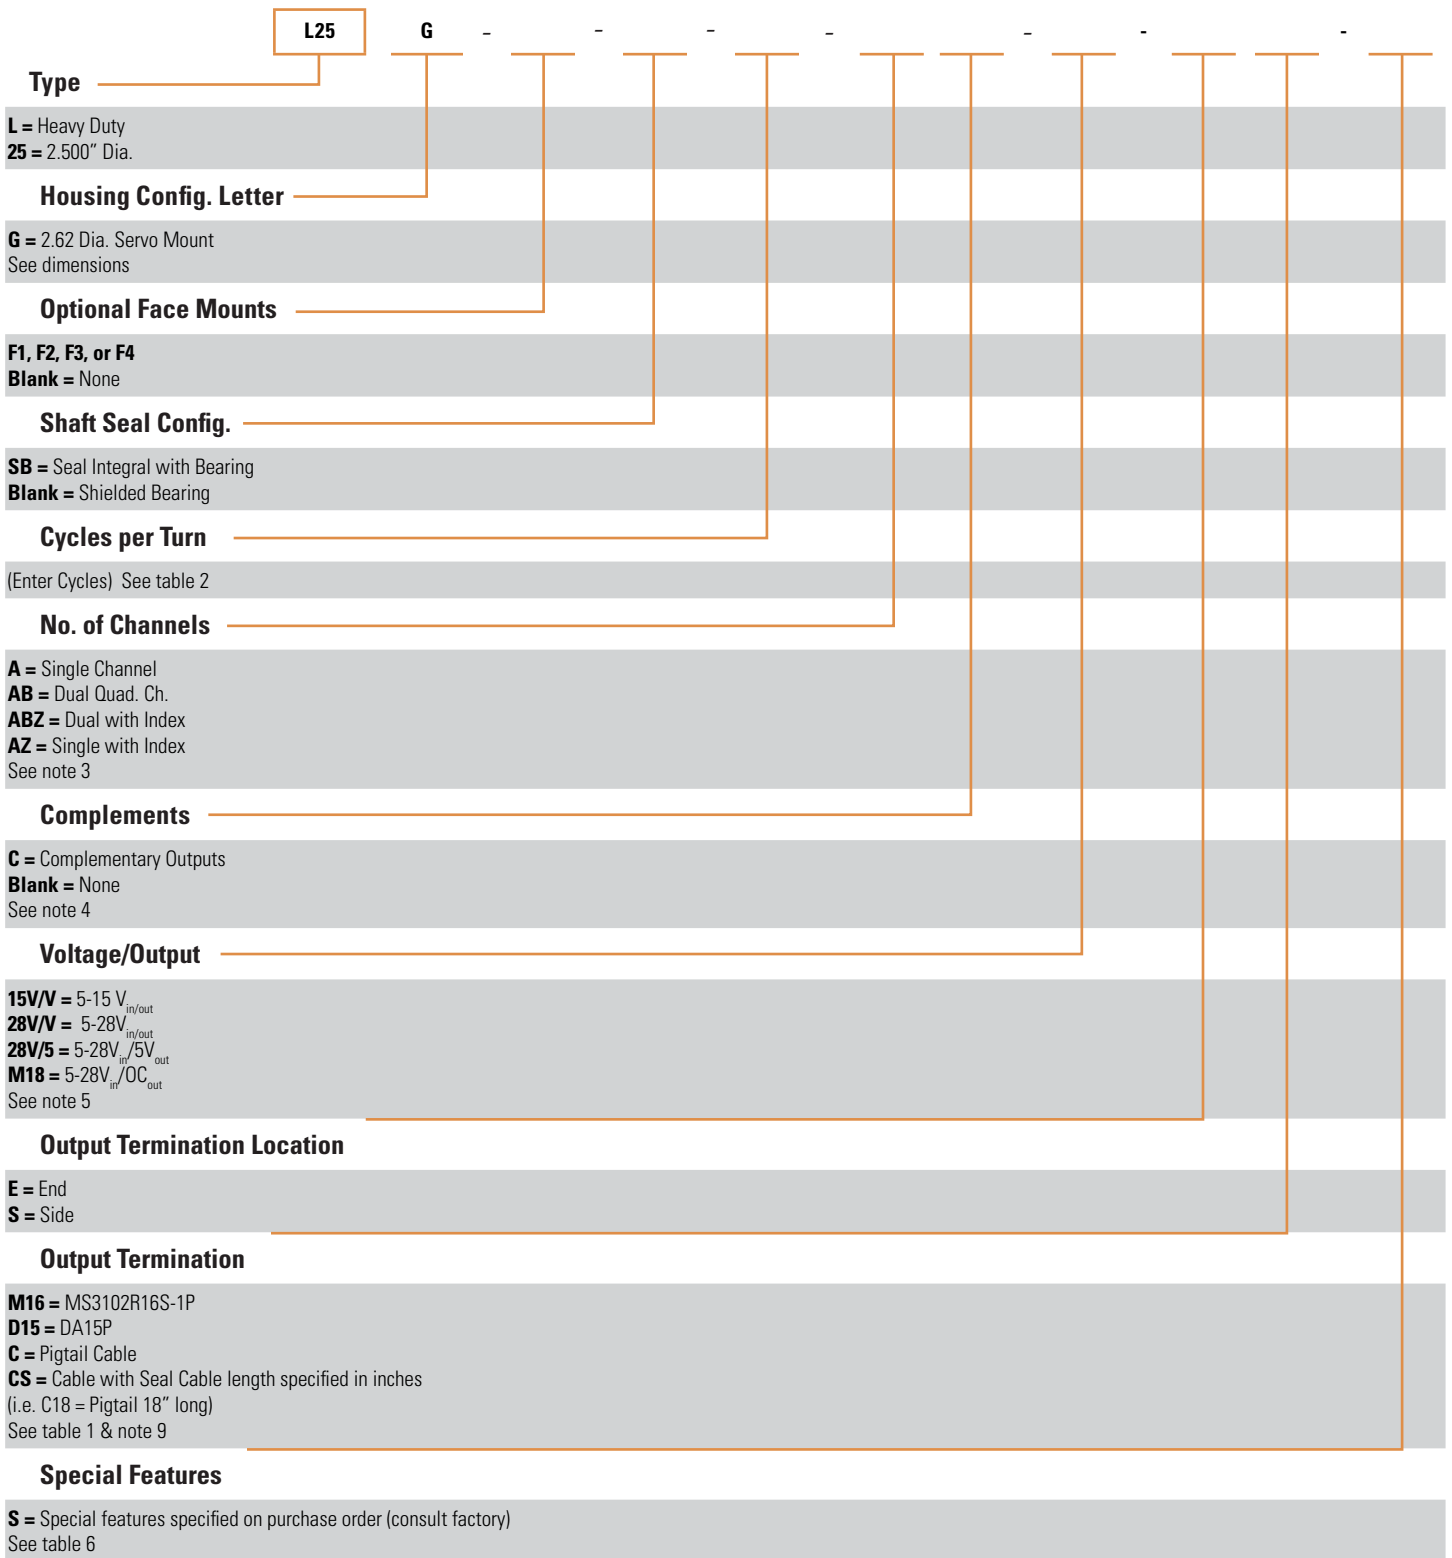 L25 G – – – – – - -
Type
L = Heavy Duty
25 = 2.500” Dia.
Housing Config. Letter
G = 2.62 Dia. Servo Mount
See dimensions
Optional Face Mounts
F1, F2, F3, or F4
Blank = None
Shaft Seal Config.
SB = Seal Integral with Bearing
Blank = Shielded Bearing
Cycles per Turn
(Enter Cycles) See table 2
No. of Channels
A = Single Channel
AB = Dual Quad. Ch.
ABZ = Dual with Index
AZ = Single with Index
See note 3
Complements
C = Complementary Outputs
Blank = None
See note 4
Voltage/Output
15V/V = 5-15 Vin/out
28V/V = 5-28Vin/out
28V/5 = 5-28Vin/5Vout
M18 = 5-28Vin/OCout
See note 5
Output Termination Location
E = End
S = Side
Output Termination
M16 = MS3102R16S-1P
D15 = DA15P
C = Pigtail Cable
CS = Cable with Seal Cable length specified in inches
(i.e. C18 = Pigtail 18” long)
See table 1 & note 9
Special Features
S = Special features specified on purchase order (consult factory)
See table 6